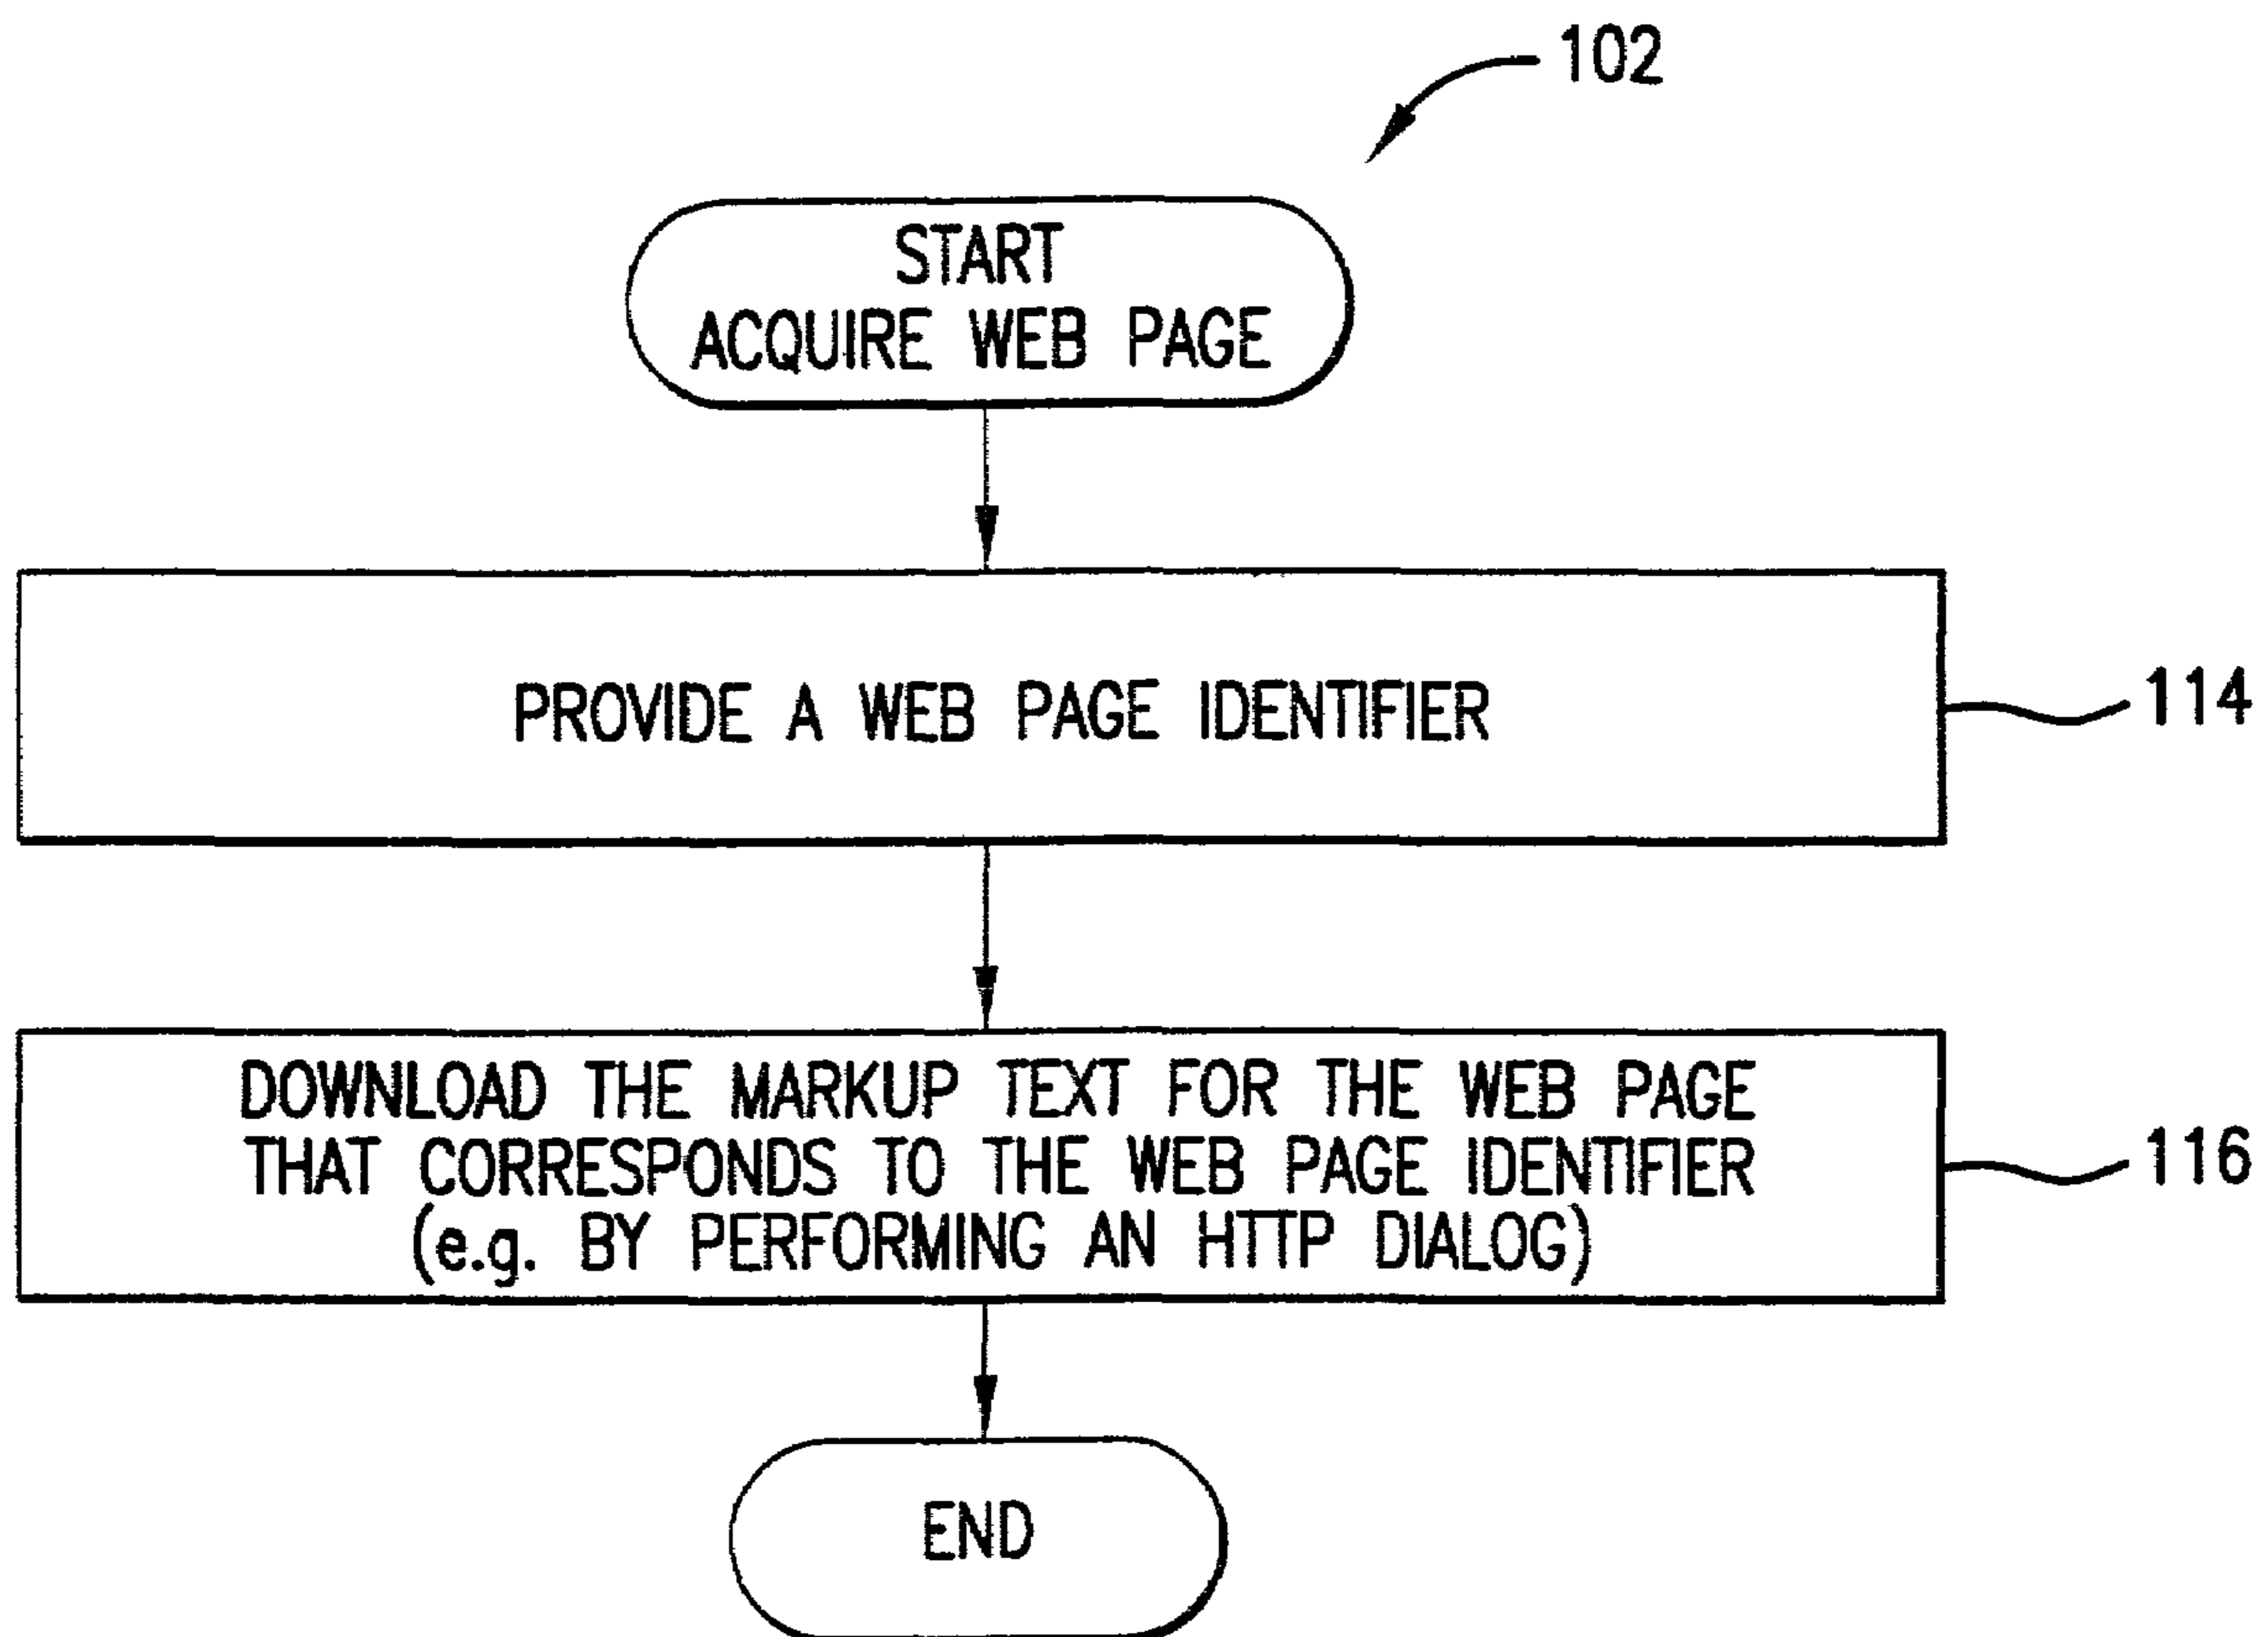 102
START
ACQUIRE WEB PAGE
PROVIDE A WEB PAGE IDENTIFIER
114
DOWNLOAD THE MARKUP TEXT FOR THE WEB PAGE
THAT CORRESPONDS TO THE WEB PAGE IDENTIFIER
(e.g. BY PERFORMING AN HTTP DIALOG)
116
END